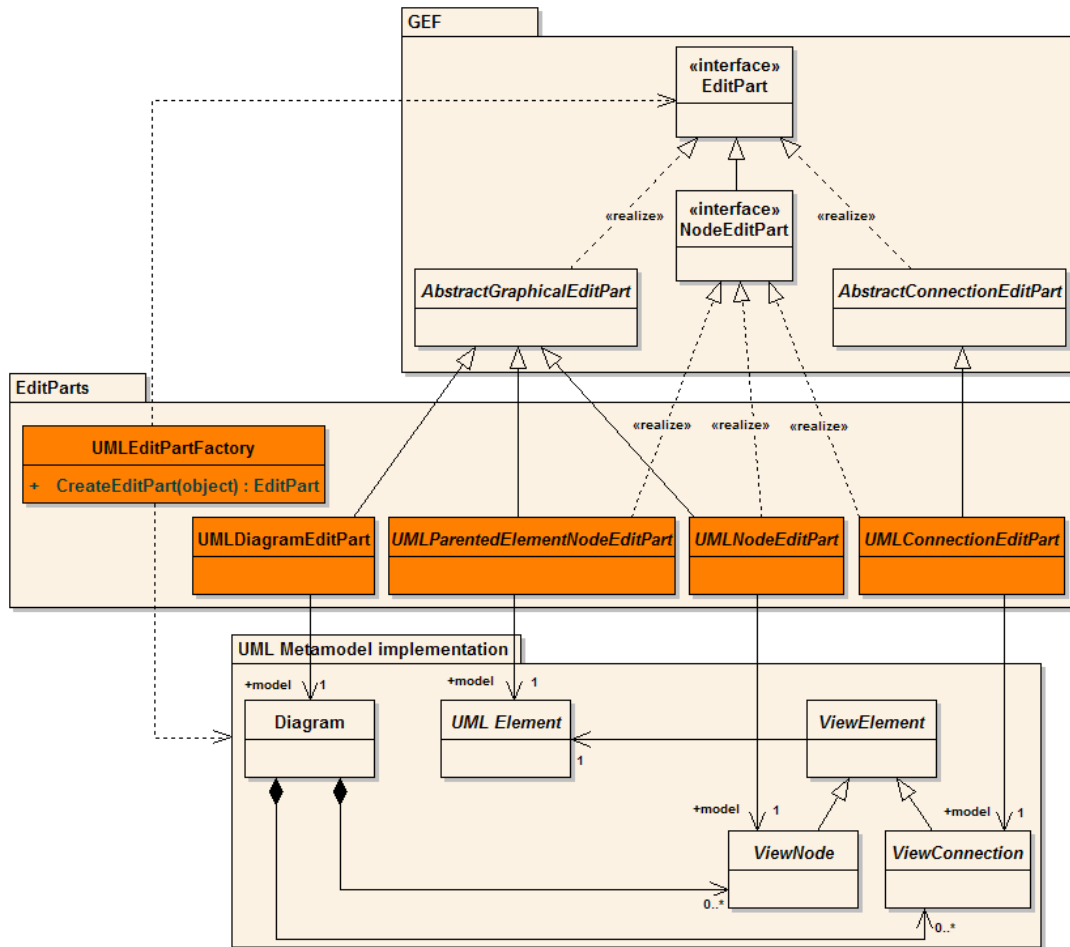 GEF
«interface»
EditPart
«realize»
«interface»
NodeEditPart
«realize»
AbstractGraphicalEditPart
AbstractConnectionEditPart
EditParts
UMLEditPartFactory
+ CreateEditPart(object) : EditPart
«realize»
«realize»
«realize»
UMLDiagramEditPart
UMLParentedElementNodeEditPart
UMLNodeEditPart
UMLConnectionEditPart
UML Metamodel implementation
+model
1
+model
1
Diagram
UML Element
ViewElement
1
+model
1
+model
1
ViewNode
ViewConnection
0..*
0..*